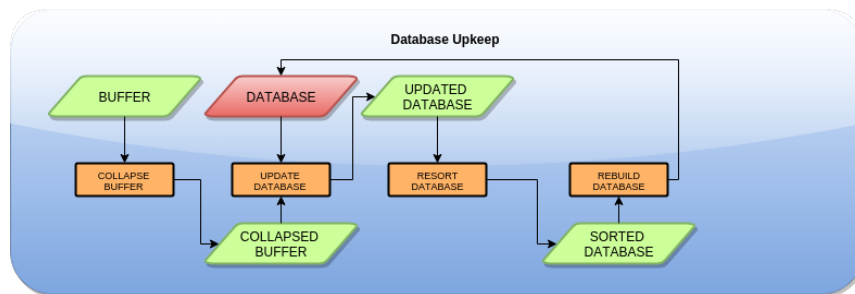 Database Upkeep
BUFFER
DATABASE
UPDATED
DATABASE
COLLAPSE
BUFFER
UPDATE
DATABASE
RESORT
DATABASE
REBUILD
DATABASE
COLLAPSED
BUFFER
SORTED
DATABASE